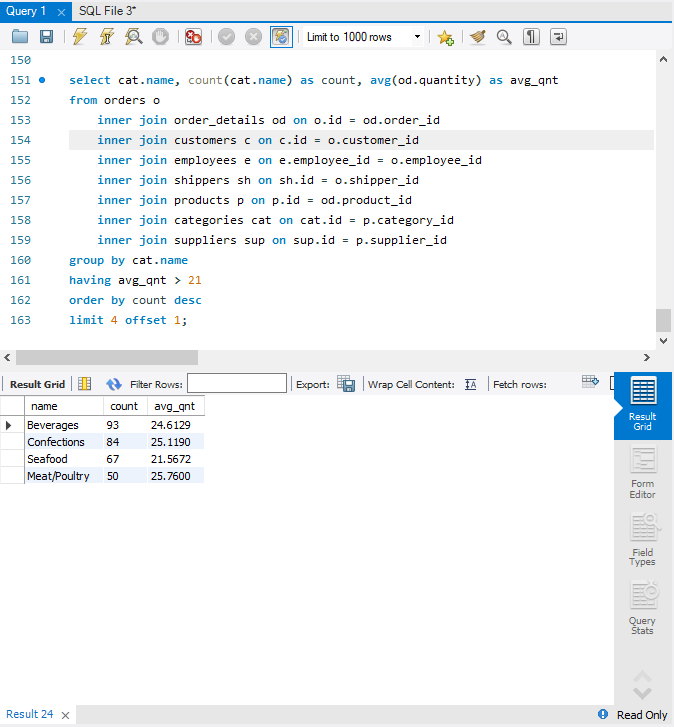 Query 1 SQL File 3*
Limit to 1000 rows
150
151 select cat.name, count(cat.name) as count, avg(od.quantity) as avg_qnt
152 from orders o
153 inner join order_details od on o.id = od.order_id
154 inner join customers c on c.id = o.customer_id
155 inner join employees e on e.employee_id = o.employee_id
156 inner join shippers sh on sh.id = o.shipper_id
157 inner join products p on p.id = od.product_id
158 inner join categories cat on cat.id = p.category_id
159 inner join suppliers sup on sup.id = p.supplier_id
160 group by cat.name
161 having avg_qnt > 21
162 order by count desc
163 limit 4 offset 1;
Result Grid Filter Rows: Export: Wrap Cell Content: IA Fetch rows:
name count avg_qnt
Beverages 93 24.6129
Confections 84 25.1190
Seafood 67 21.5672
Meat/Poultry 50 25.7600
Result
Grid
Form
Editor
Field
Types
Query
Stats
Result 24 Read Only